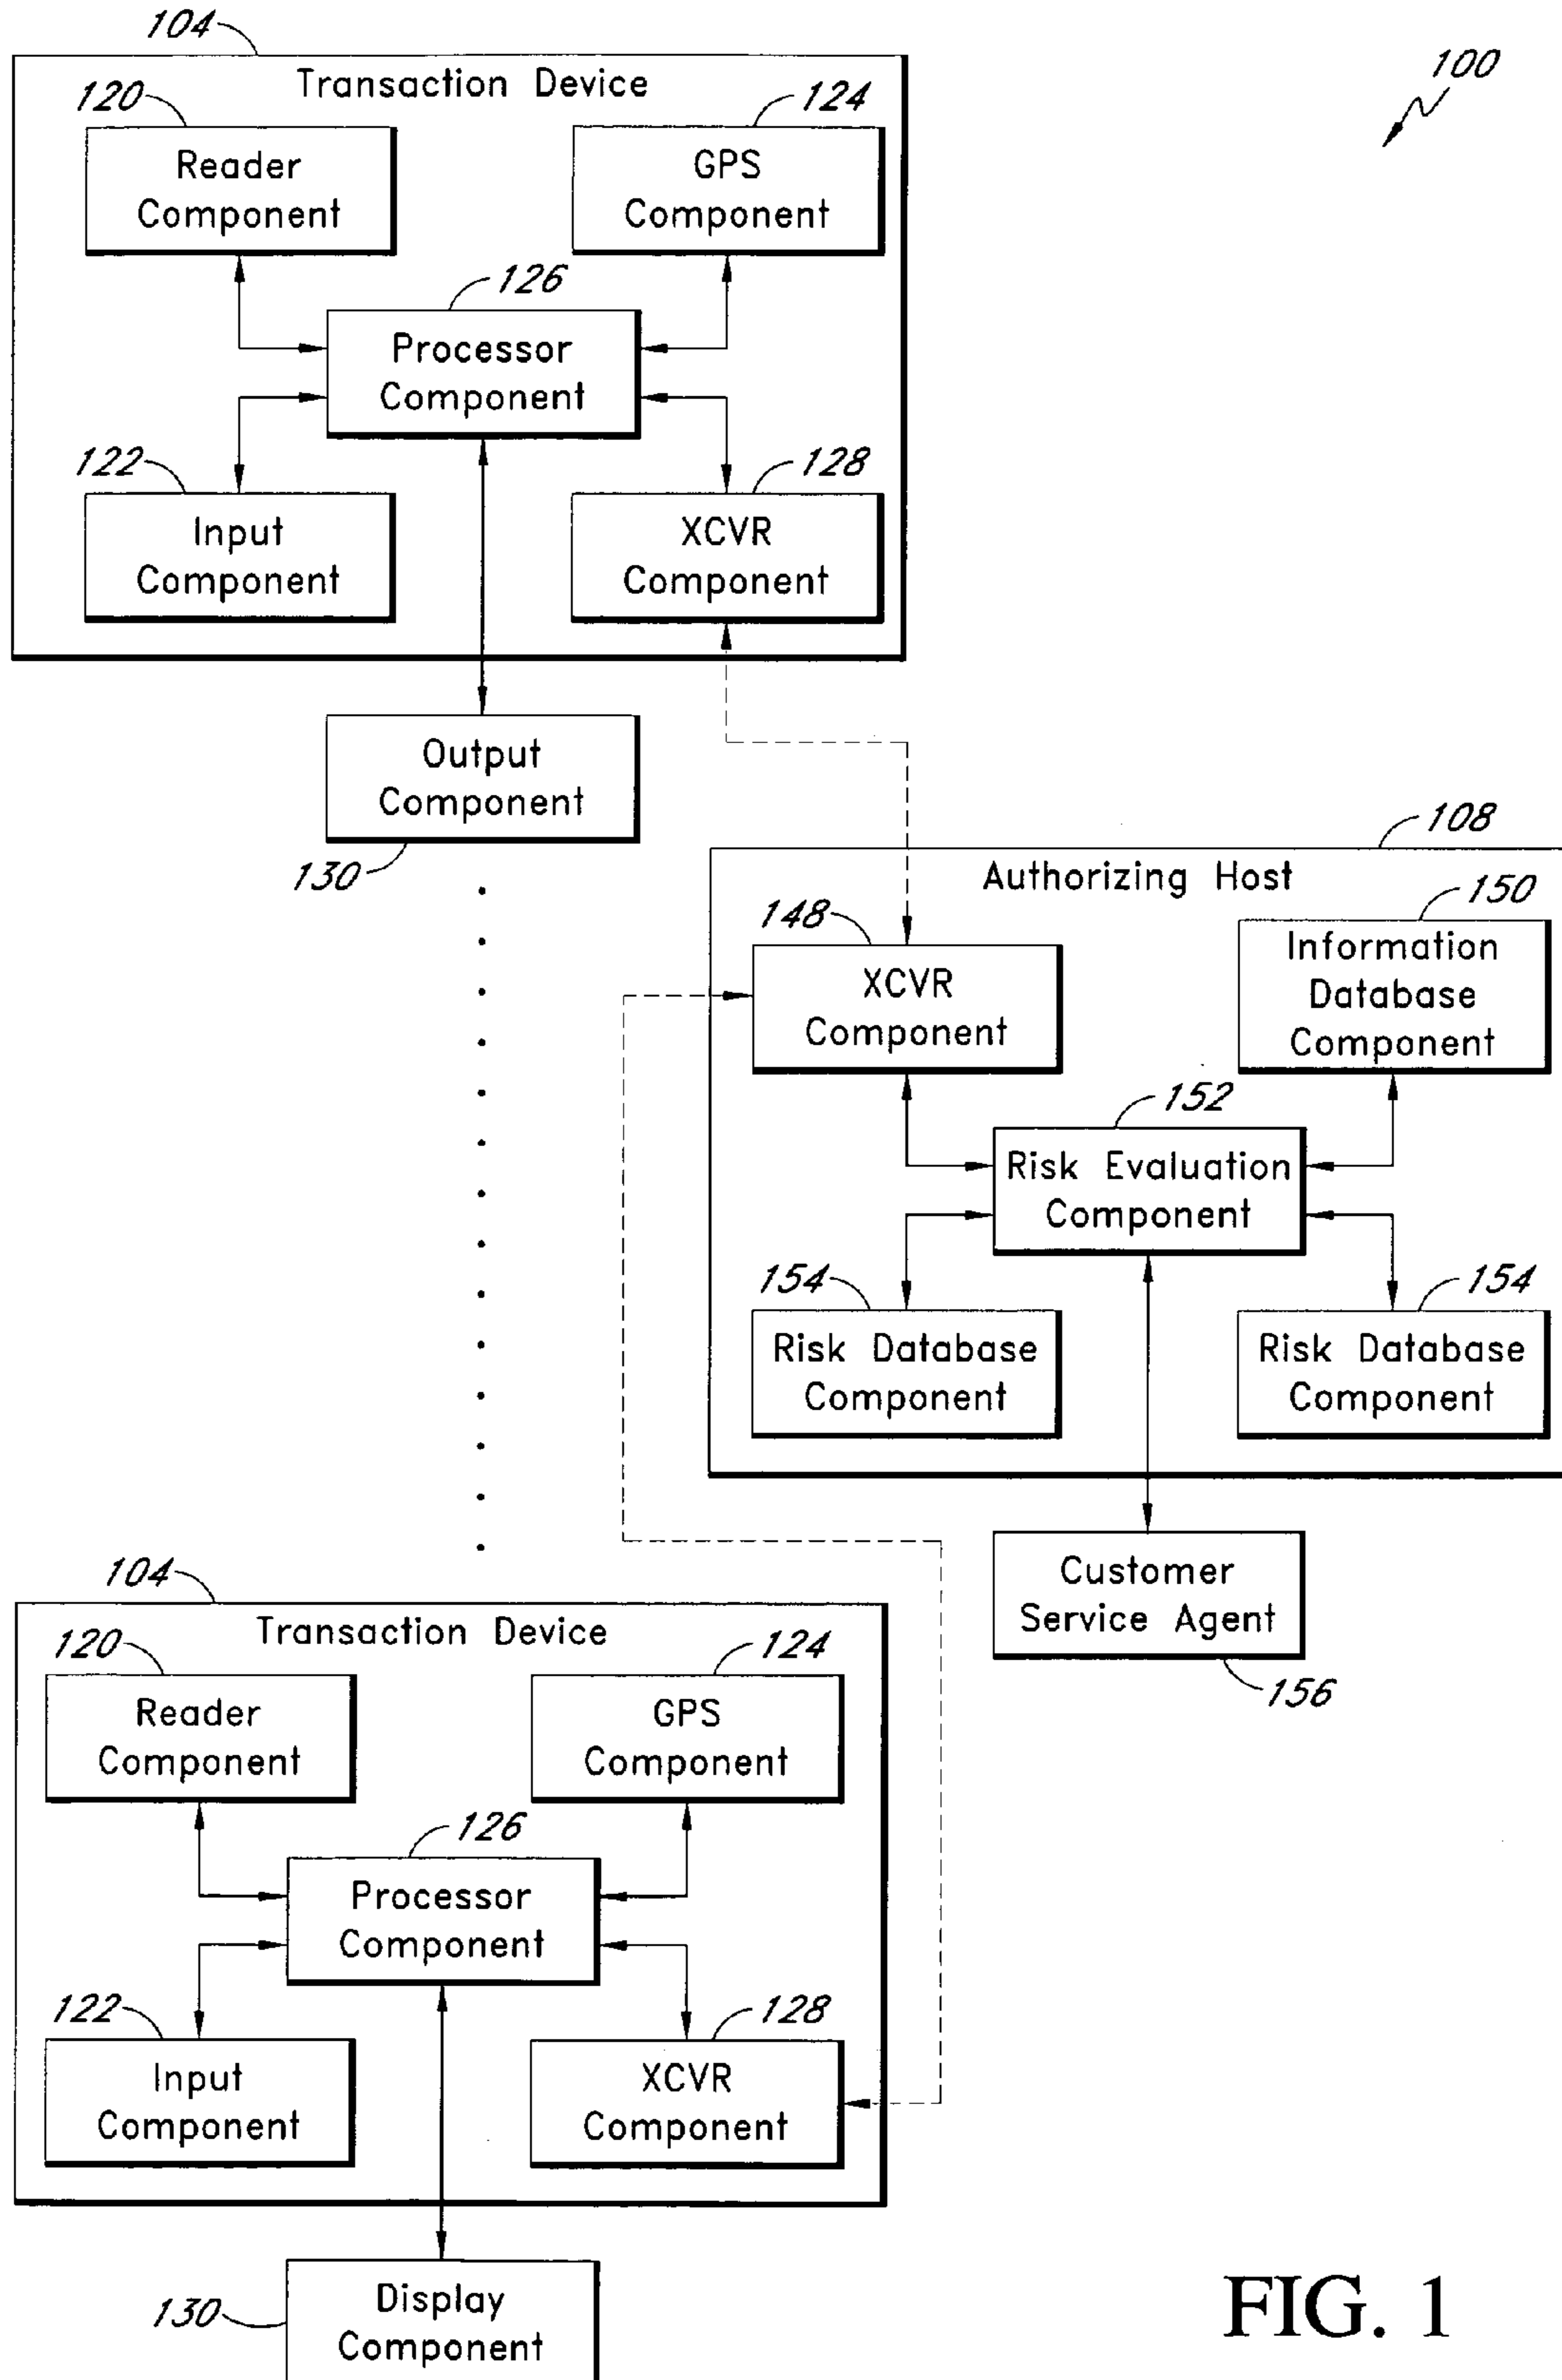 104
100
Transaction Device
120
124
Reader
Component
GPS
Component
126
Processor
Component
122
128
Input
Component
XCVR
Component
Output
Component
130
108
Authorizing Host
148
150
XCVR
Component
Information
Database
Component
152
Risk Evaluation
Component
154
154
Risk Database
Component
Risk Database
Component
Customer
Service Agent
156
104
Transaction Device
120
124
Reader
Component
GPS
Component
126
Processor
Component
122
128
Input
Component
XCVR
Component
130
Display
Component
FIG. 1